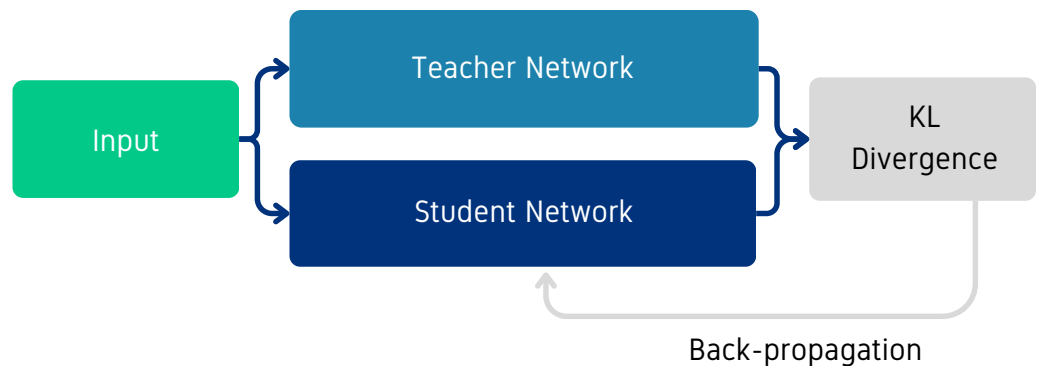 Teacher Network
Input
KL
Divergence
Student Network
Back-propagation